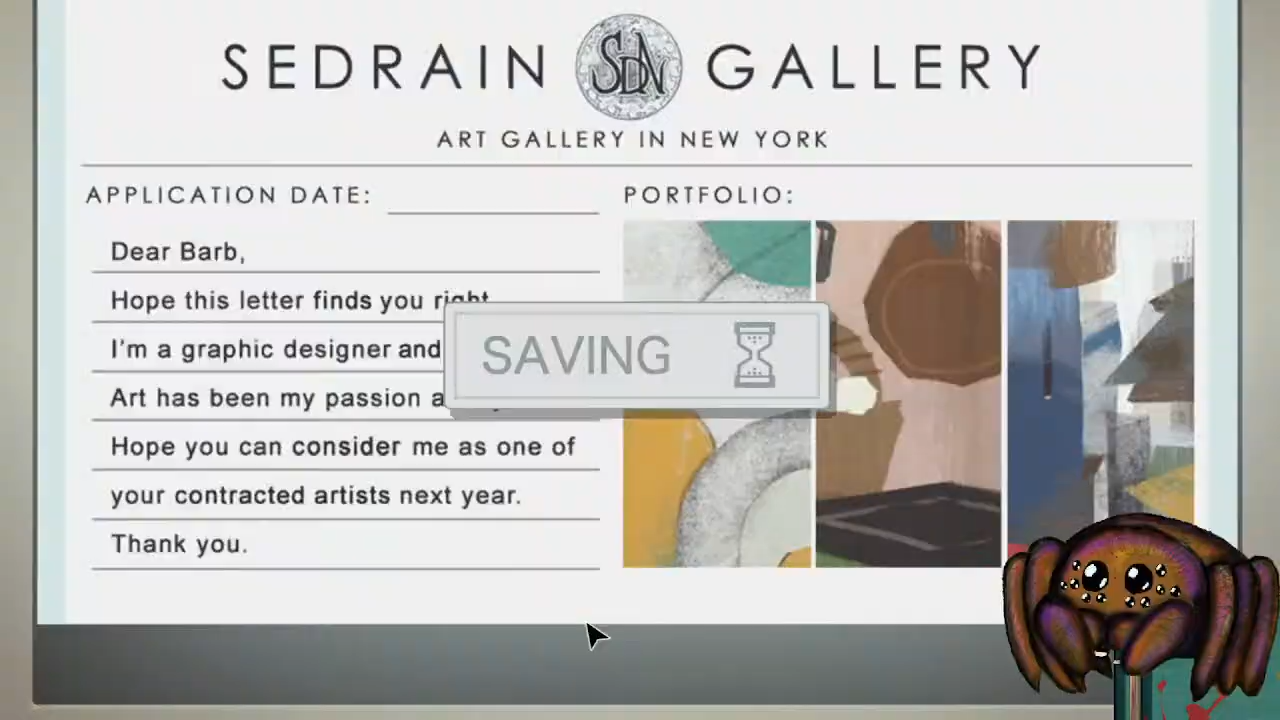 SEDRAIN SDN GALLERY
ART GALLERY IN NEW YORK
APPLICATION DATE:
PORTFOLIO:
Dear Barb,
Hope this letter finds you right
I'm a graphic designer and
SAVING
Art has been my passion
Hope you can consider me as one of
your contracted artists next year.
Thank you.